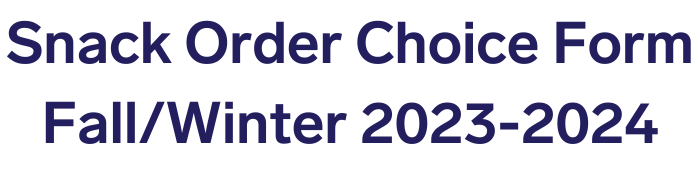 Snack Order Choice Form
Fall/Winter 2023-2024